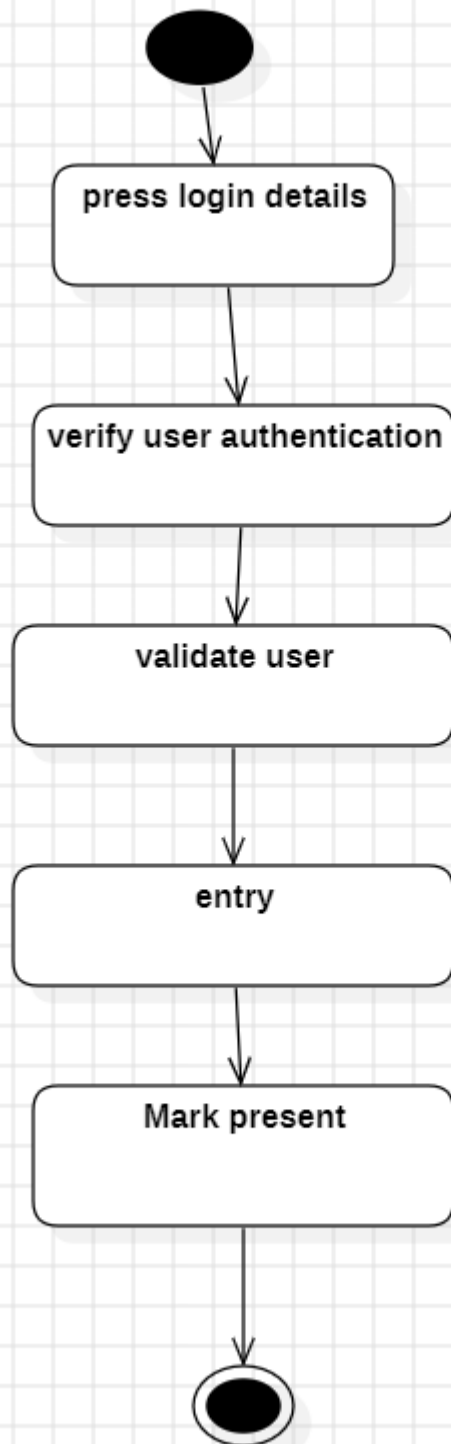 press login details
verify user authentication
validate user
entry
Mark present